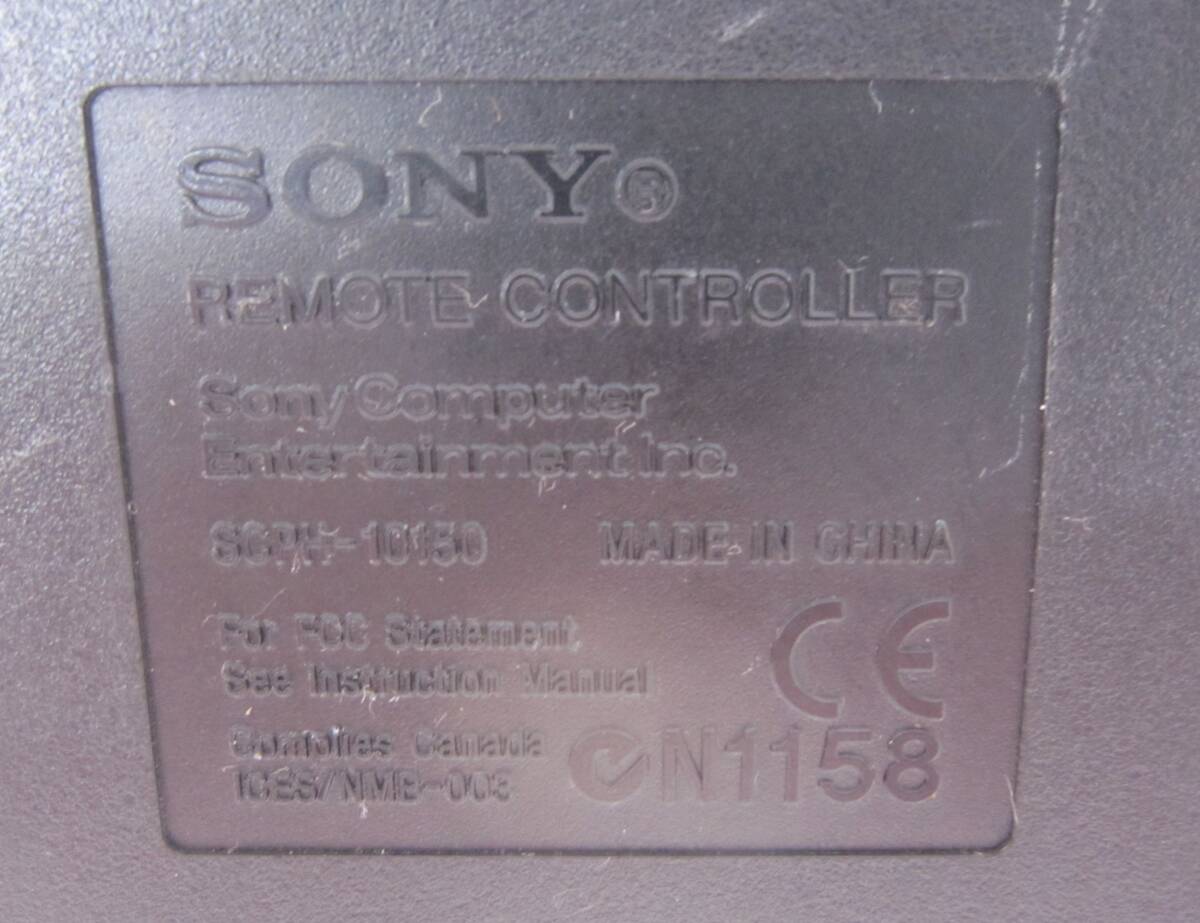 SONY®
REMOTE CONTROLLER
Sony Computer
Entertainment Inc.
SCPH-10150 MADE IN CHINA
For FCC Statement
See Instruction Manual
CE
Complies Canada
ICES/NMB-003
N1158